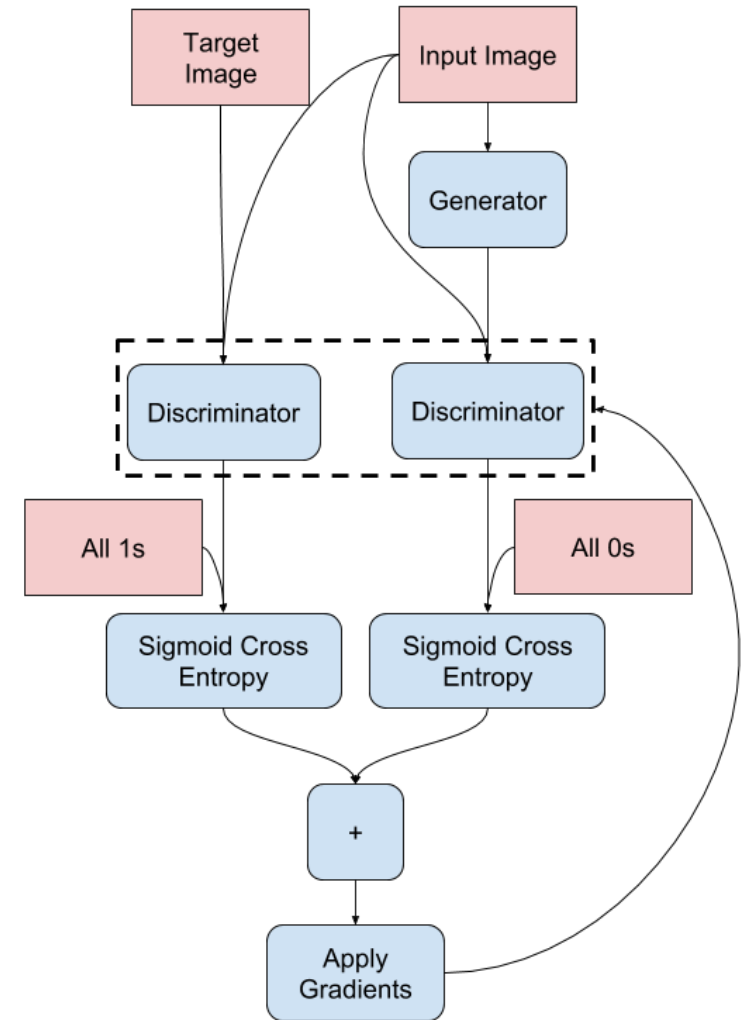 Target
Image
Input Image
Generator
Discriminator
Discriminator
All 1s
All 0s
Sigmoid Cross
Entropy
Sigmoid Cross
Entropy
+
Apply
Gradients